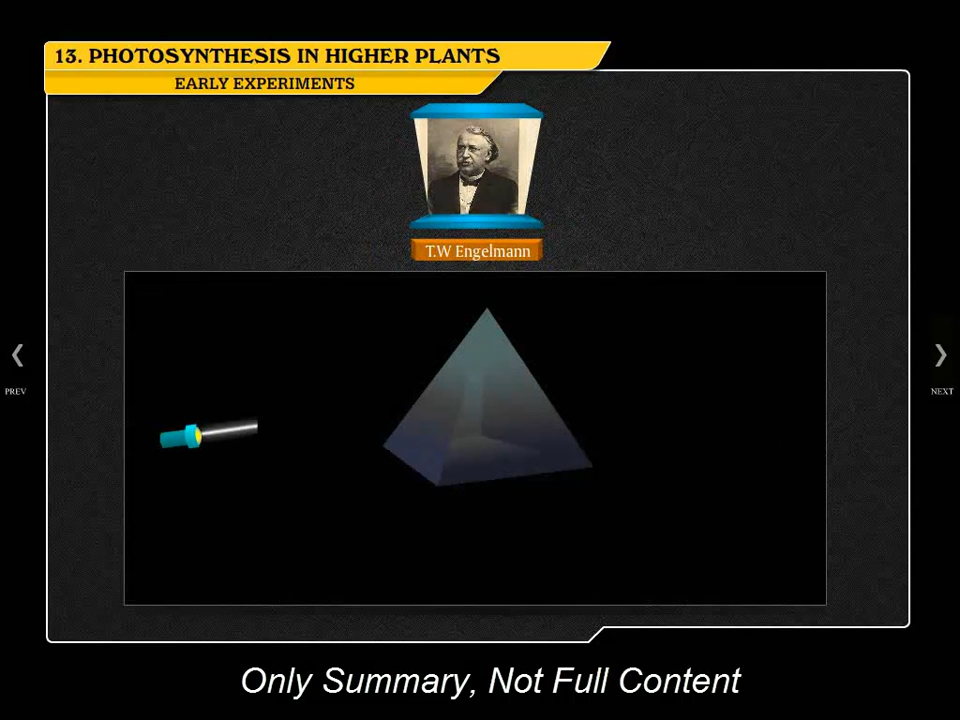 13. PHOTOSYNTHESIS IN HIGHER PLANTS
EARLY EXPERIMENTS
T.W Engelmann
PREV
NEXT
Only Summary, Not Full Content